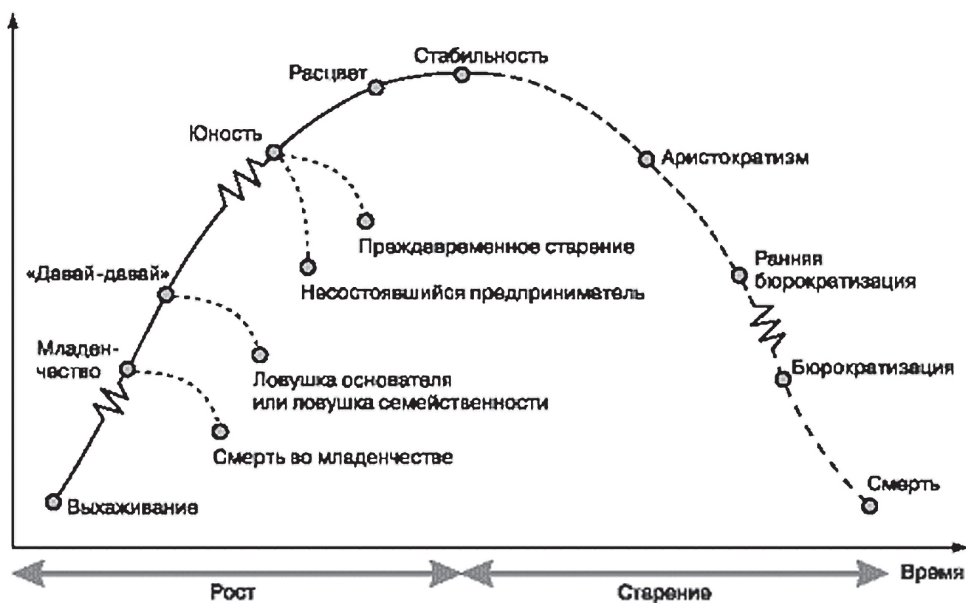 Стабильность
Расцвет
Юность
Аристократизм
Преждевременное старение
«Давай-давай»
Несостоявшийся предприниматель
Ранняя
бюрократизация
Младен-
чество
Ловушка основателя
или ловушка семейственности
Бюрократизация
Смерть во младенчестве
Выхаживание
Смерть
Время
Рост
Старение